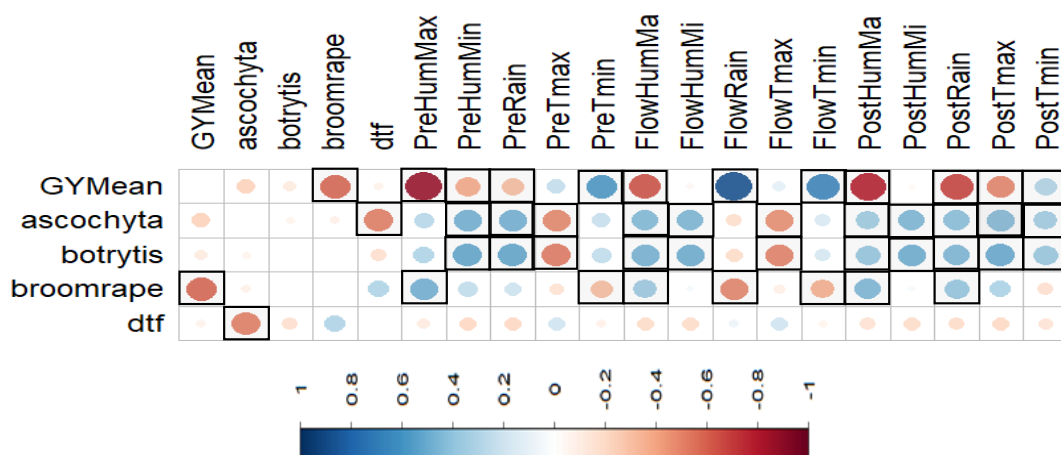 GYMean ascochyta botrytis broomrape dtf PreHumMax PreHumMin PreRain PreTmax PreTmin FlowHumMa FlowHumMi FlowRain FlowTmax FlowTmin PostHumMa PostHumMi PostRain PostTmax PostTmin
GYMean
ascochyta
botrytis
broomrape
dtf
1 0.8 0.6 0.4 0.2 0 -0.2 -0.4 -0.6 -0.8 -1